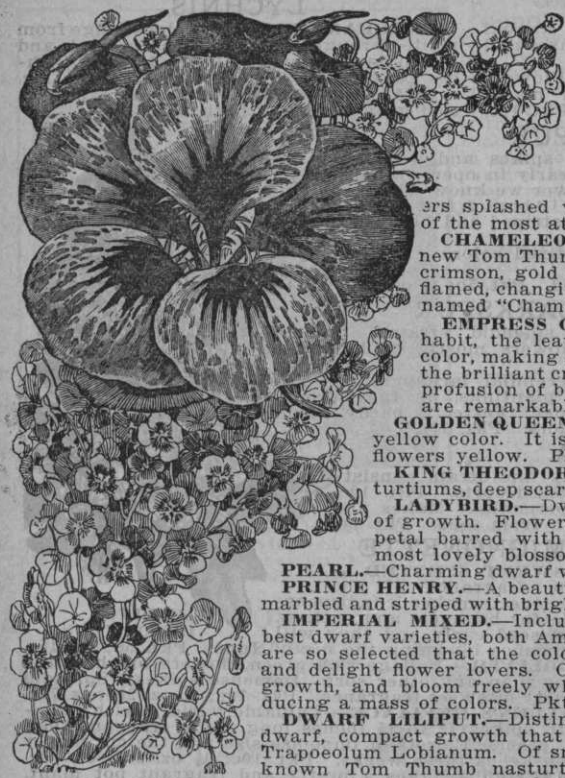 ers splashed
of the most at
CHAMELEO
new Tom Thum
crimson, gold
flamed, changi
named “Cham
EMPRESS
habit, the lea
color, making
the brilliant cr
profusion of b
are remarkabl
GOLDEN QUEEN
yellow color. It is
flowers yellow. P
KING THEODOR
turtiums, deep scar
LADYBIRD.—Dw
of growth. Flower
petal barred with
most lovely blosso
PEARL.—Charming dwarf w
PRINCE HENRY.—A beaut
marbled and striped with brigh
IMPERIAL MIXED.—Inclu
best dwarf varieties, both Am
are so selected that the colo
and delight flower lovers. C
growth, and bloom freely wh
ducing a mass of colors. Pkt
DWARF LILIPUT.—Distin
dwarf, compact growth that
Trapoeolum Lobianum. Of sm
known Tom Thumb nasturt